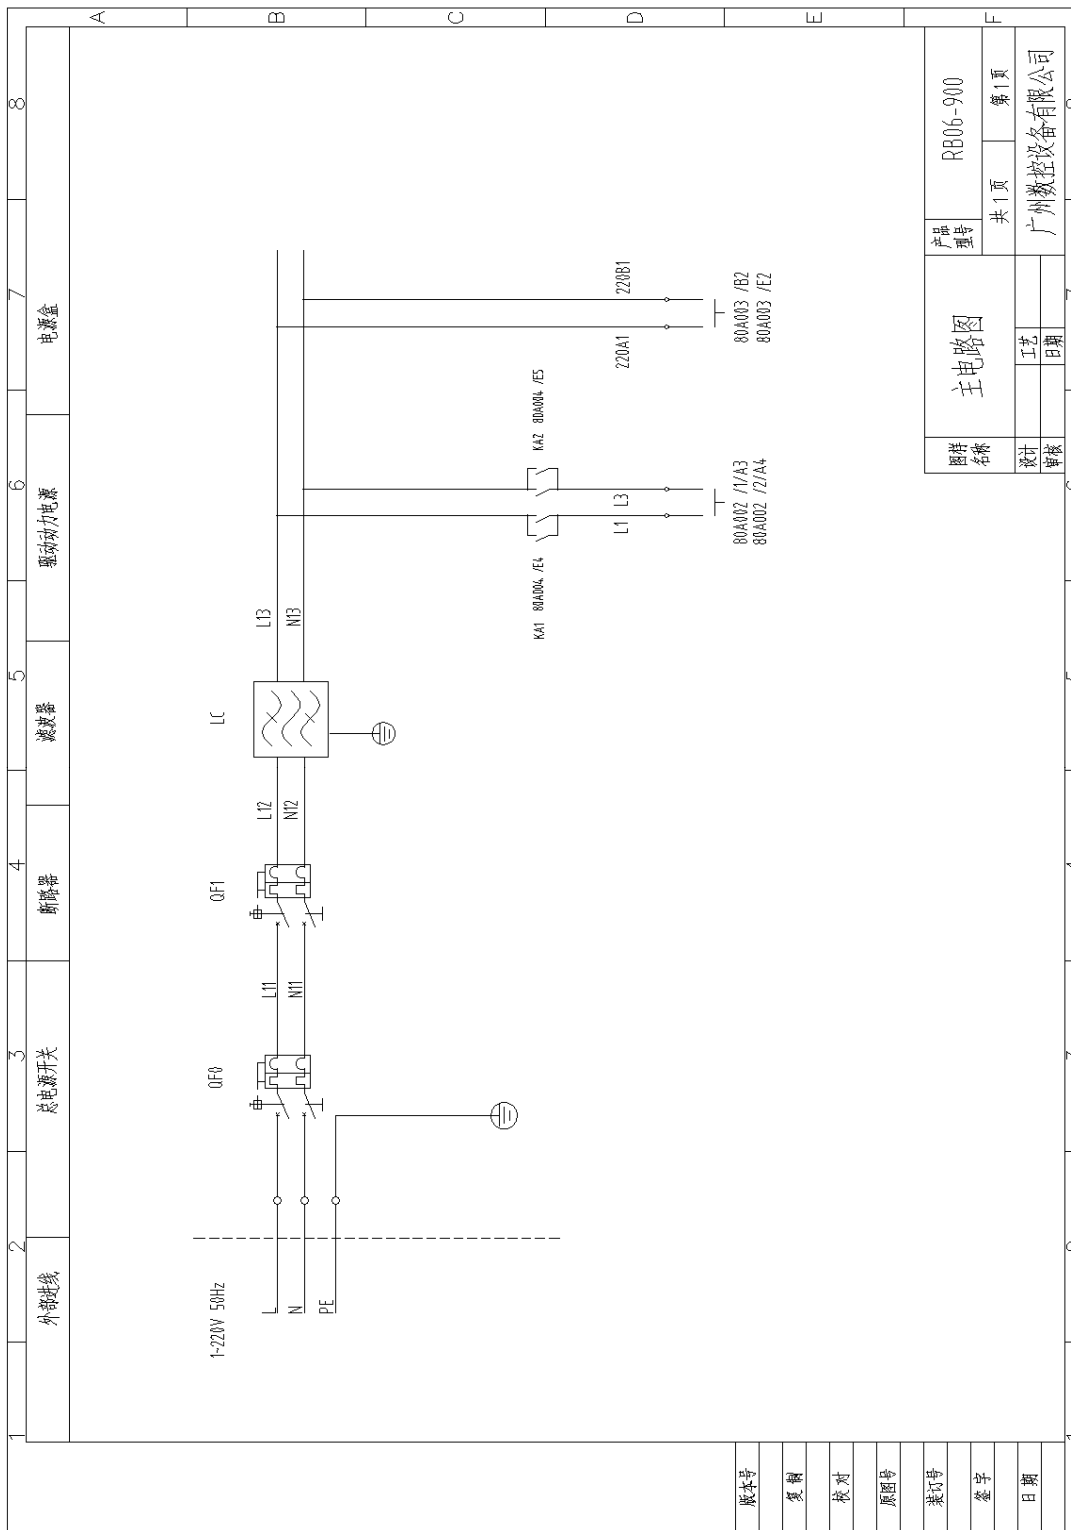 1 2 3 4 5 6 7 8
外部进线 总电源开关 断路器 滤波器 驱动动力电源 电源盒
A
B
C
D
E
F
1~220V 50Hz
QF0 QF1 LC
L L11 L12 L13
N N11 N12 N13
PE
KA1 80A004 /E4
KA2 80A004 /E5
L1 L3
220A1 220B1
80A002 /1/A3
80A002 /2/A4
80A003 /B2
80A003 /E2
版本号
复制
校对
原图号
装订号
签字
日期
图样
名称
主电路图
产品
型号
RB06-900
共1页 第1页
设计 工艺
审核 日期
广州数控设备有限公司